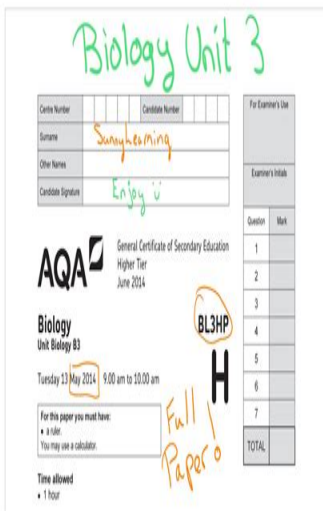 Biology Unit 3
Centre Number
Candidate Number
For Examiner's Use
Surname
Sunnylearning
Other Names
Examiner's Initials
Candidate Signature
Enjoy ü
Question
Mark
1
2
3
4
5
6
7
TOTAL
AQA
General Certificate of Secondary Education
Higher Tier
June 2014
Biology
Unit Biology B3
BL3HP
Tuesday 13 May 2014 9.00 am to 10.00 am
H
For this paper you must have:
• a ruler.
You may use a calculator.
Full
Paper!
Time allowed
• 1 hour